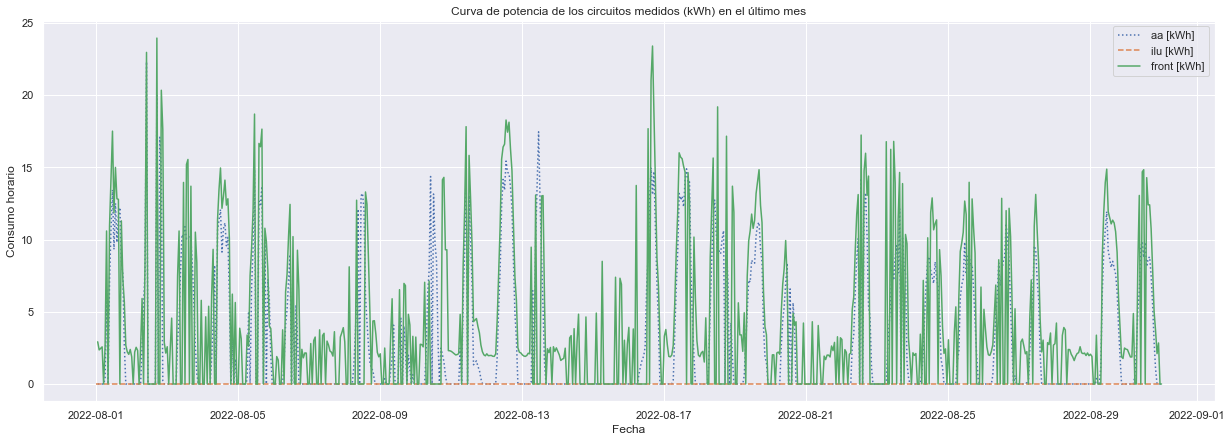 Curva de potencia de los circuitos medidos (kWh) en el último mes
25
20
15
10
5
0
Consumo horario
aa [kWh]
ilu [kWh]
front [kWh]
2022-08-01
2022-08-05
2022-08-09
2022-08-13
2022-08-17
2022-08-21
2022-08-25
2022-08-29
2022-09-01
Fecha